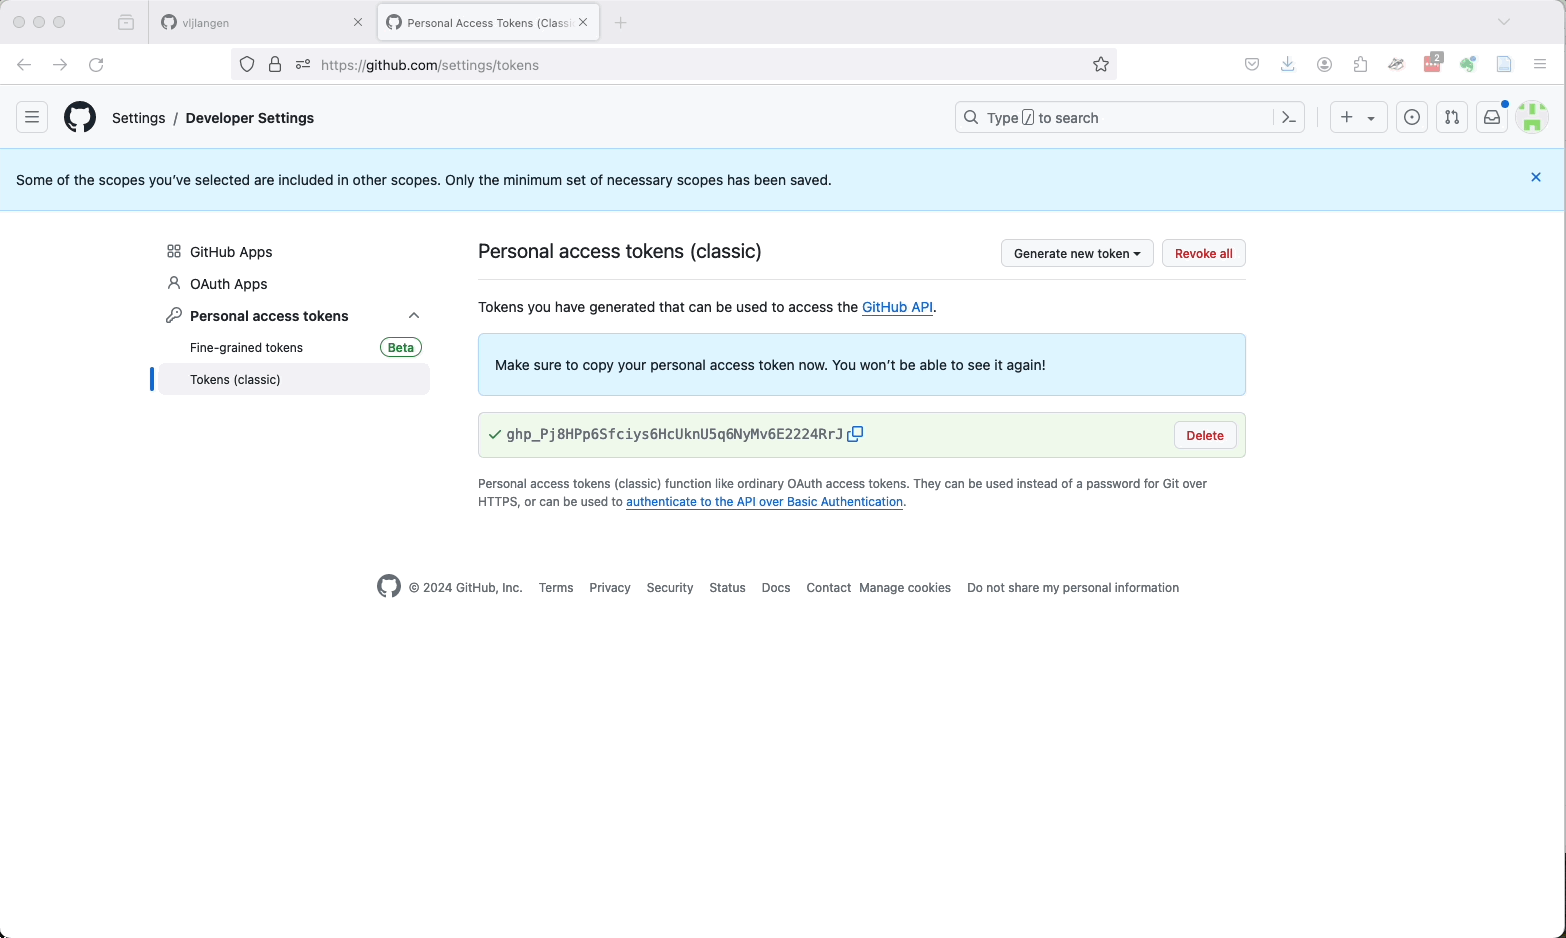 vljlangen
Personal Access Tokens (Classi
https://github.com/settings/tokens
2
Settings / Developer Settings
Type / to search
Some of the scopes you’ve selected are included in other scopes. Only the minimum set of necessary scopes has been saved.
GitHub Apps
OAuth Apps
Personal access tokens
Fine-grained tokens Beta
Tokens (classic)
Personal access tokens (classic)
Generate new token
Revoke all
Tokens you have generated that can be used to access the GitHub API.
Make sure to copy your personal access token now. You won’t be able to see it again!
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
Delete
Personal access tokens (classic) function like ordinary OAuth access tokens. They can be used instead of a password for Git over
HTTPS, or can be used to authenticate to the API over Basic Authentication.
© 2024 GitHub, Inc. Terms Privacy Security Status Docs Contact Manage cookies Do not share my personal information